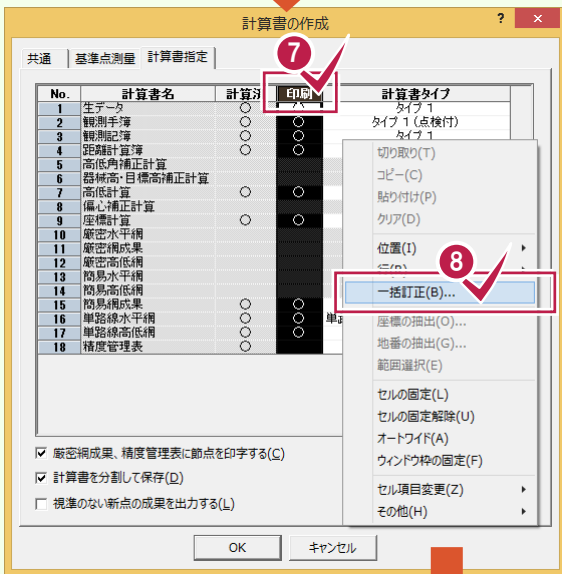 計算書の作成
? ×
共通 基準点測量 計算書指定
7
No. 計算書名 計算済 印刷 計算書タイプ
1 生データ ○ タイプ 1
2 観測手簿 ○ ○ タイプ 1 (点検付)
3 観測記簿 ○ ○ タイプ 1
4 距離計算簿 ○ ○
5 高低角補正計算
6 器械高・目標高補正計算
7 高低計算 ○ ○
8 偏心補正計算
9 座標計算 ○ ○
10 厳密水平網
11 厳密網成果
12 厳密高低網
13 簡易水平網
14 簡易高低網
15 簡易網成果 ○ ○
16 単路線水平網 ○ ○
17 単路線高低網 ○ ○
18 精度管理表 ○
切り取り(T)
コピー(C)
貼り付け(P)
クリア(D)
位置(I)
8
一括訂正(B)...
座標の抽出(O)...
地番の抽出(G)...
範囲選択(E)
セルの固定(L)
セルの固定解除(U)
オートワイド(A)
ウィンドウ枠の固定(F)
セル項目変更(Z)
その他(H)
厳密網成果、精度管理表に節点を印字する(C)
計算書を分割して保存(D)
視準のない新点の成果を出力する(L)
OK キャンセル